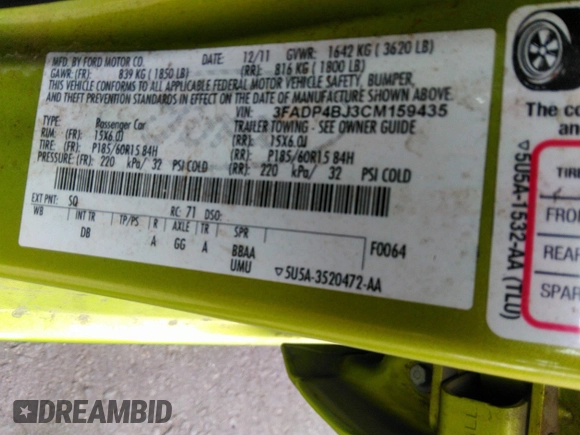 MFD. BY FORD MOTOR CO.
DATE: 12/11 GVWR: 1642 KG ( 3620 LB)
GAWR:(FR): 839 KG ( 1850 LB) (RR): 816 KG ( 1800 LB)
THIS VEHICLE CONFORMS TO ALL APPLICABLE FEDERAL MOTOR VEHICLE SAFETY, BUMPER,
AND THEFT PREVENTION STANDARDS IN EFFECT ON THE DATE OF MANUFACTURE SHOWN ABOVE.
VIN: 3FADP4BJ3CM159435
TYPE: Passenger Car TRAILER TOWING - SEE OWNER GUIDE
RIM: (FR): 15X6.0J (RR): 15X6.0J
TIRE: (FR): P185/60R15 84H (RR): P185/60R15 84H
PRESSURE:(FR): 220 kPa/ 32 PSI COLD (RR): 220 kPa/ 32 PSI COLD
EXT PNT: SQ RC: 71 DSO: F0064
WB INT TR TP/PS R AXLE TR SPR
DB A GG A BBAA
UMU
▽5U5A-3520472-AA
The co
of
▽5U5A-1532-AA (TLU)
TIRE
FRON
REAR
SPAR
DREAMBID